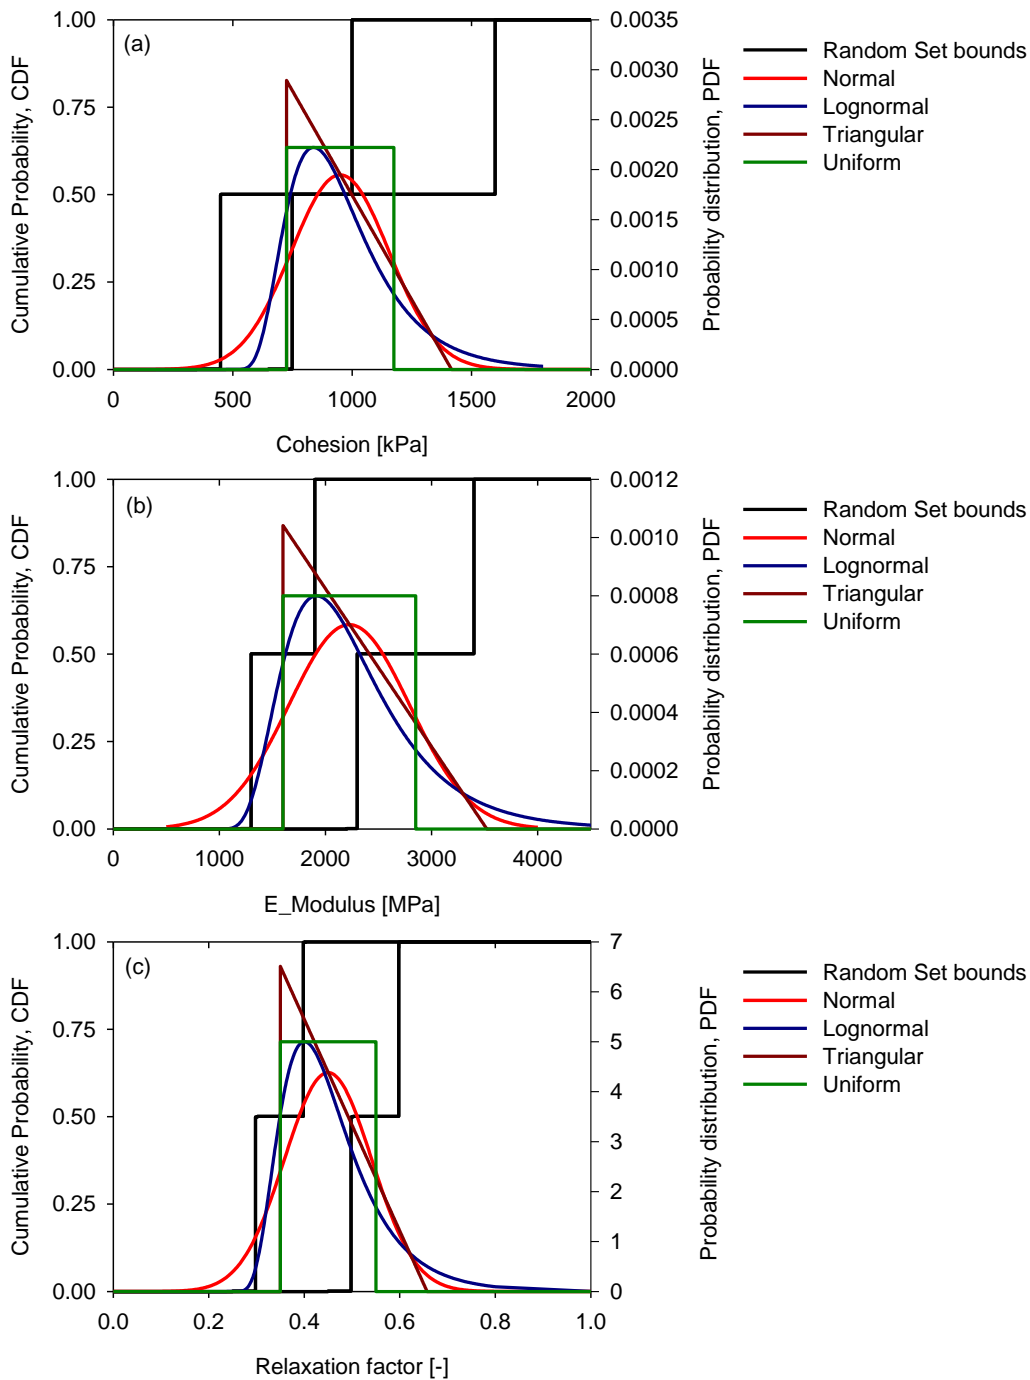 Cumulative Probability, CDF
1.00
0.75
0.50
0.25
0.00
(a)
0 500 1000 1500 2000
Cohesion [kPa]
0.0035
0.0030
0.0025
0.0020
0.0015
0.0010
0.0005
0.0000
Probability distribution, PDF
Random Set bounds
Normal
Lognormal
Triangular
Uniform
Cumulative Probability, CDF
1.00
0.75
0.50
0.25
0.00
(b)
0 1000 2000 3000 4000
E_Modulus [MPa]
0.0012
0.0010
0.0008
0.0006
0.0004
0.0002
0.0000
Probability distribution, PDF
Random Set bounds
Normal
Lognormal
Triangular
Uniform
Cumulative Probability, CDF
1.00
0.75
0.50
0.25
0.00
(c)
0.0 0.2 0.4 0.6 0.8 1.0
Relaxation factor [-]
7
6
5
4
3
2
1
0
Probability distribution, PDF
Random Set bounds
Normal
Lognormal
Triangular
Uniform